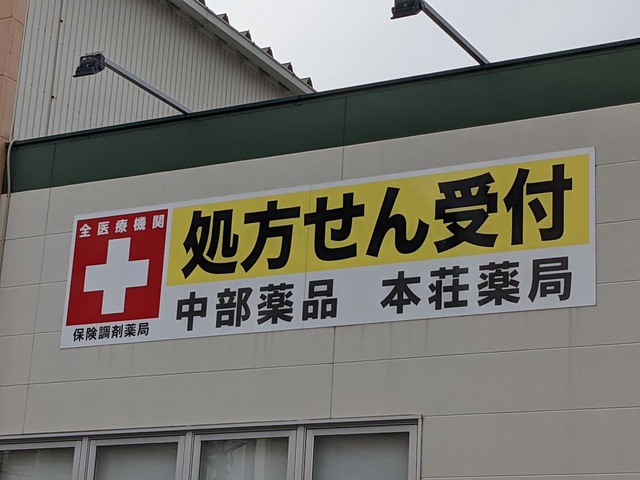 全医療機関
保険調剤薬局
処方せん受付
中部薬品 本荘薬局